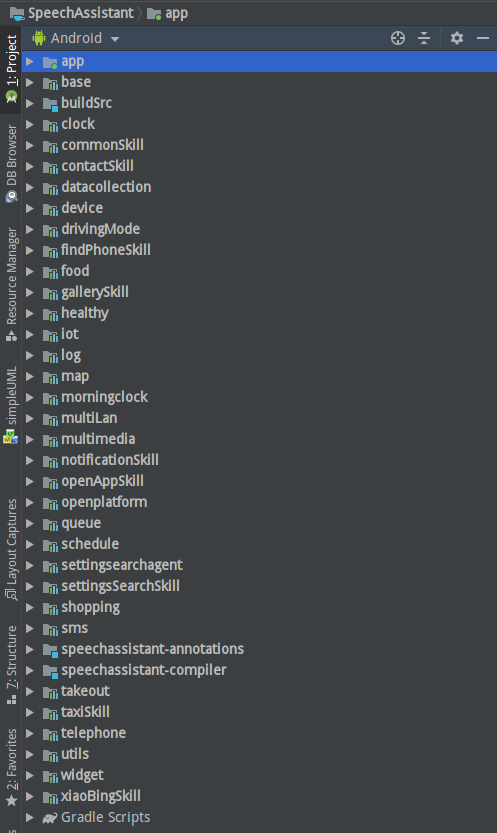 SpeechAssistant app
Android
app
base
buildSrc
clock
commonSkill
contactSkill
datacollection
device
drivingMode
findPhoneSkill
food
gallerySkill
healthy
iot
log
map
morningclock
multiLan
multimedia
notificationSkill
openAppSkill
openplatform
queue
schedule
settingsearchagent
settingsSearchSkill
shopping
sms
speechassistant-annotations
speechassistant-compiler
takeout
taxiSkill
telephone
utils
widget
xiaoBingSkill
Gradle Scripts
1: Project
DB Browser
Resource Manager
simpleUML
Layout Captures
7: Structure
2: Favorites